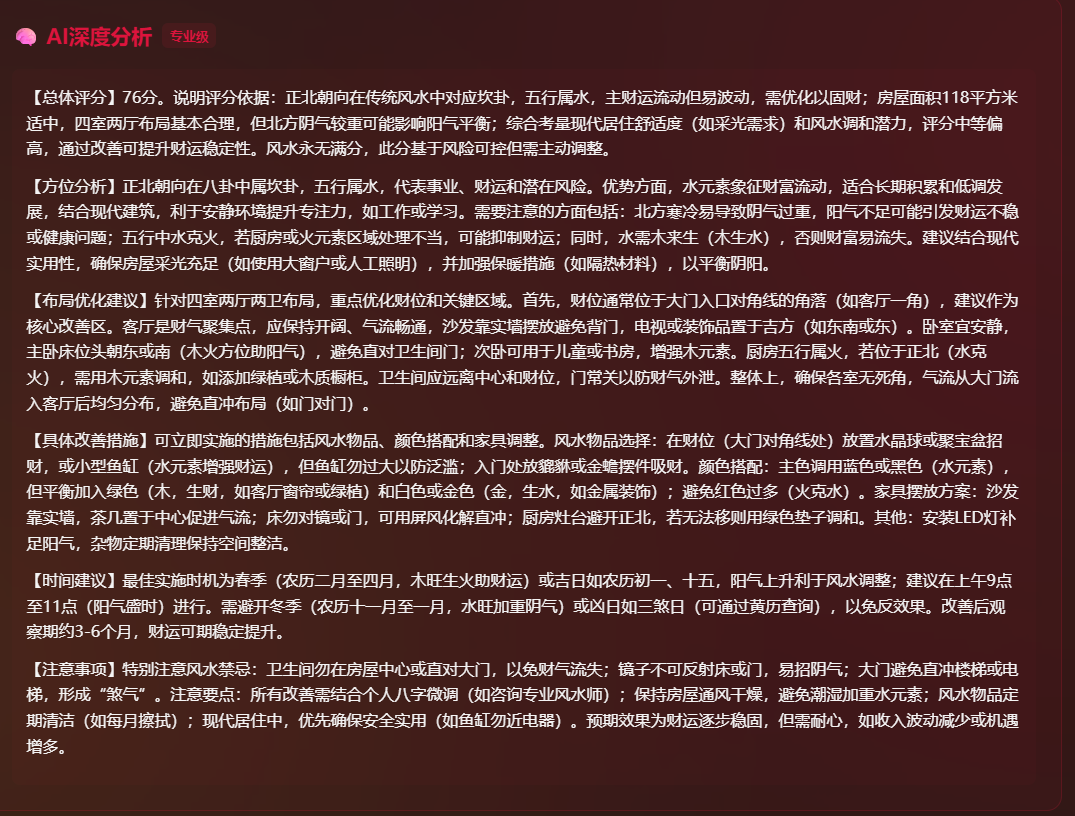 AI深度分析 专业级
【总体评分】76分。说明评分依据：正北朝向在传统风水中对应坎卦，五行属水，主财运流动但易波动，需优化以固财；房屋面积118平方米
适中，四室两厅布局基本合理，但北方阴气较重可能影响阳气平衡；综合考量现代居住舒适度（如采光需求）和风水调和潜力，评分中等偏
高，通过改善可提升财运稳定性。风水永无满分，此分基于风险可控但需主动调整。
【方位分析】正北朝向在八卦中属坎卦，五行属水，代表事业、财运和潜在风险。优势方面，水元素象征财富流动，适合长期积累和低调发
展，结合现代建筑，利于安静环境提升专注力，如工作或学习。需要注意的方面包括：北方寒冷易导致阴气过重，阳气不足可能引发财运不稳
或健康问题；五行中水克火，若厨房或火元素区域处理不当，可能抑制财运；同时，水需木来生（木生水），否则财富易流失。建议结合现代
实用性，确保房屋采光充足（如使用大窗户或人工照明），并加强保暖措施（如隔热材料），以平衡阴阳。
【布局优化建议】针对四室两厅两卫布局，重点优化财位和关键区域。首先，财位通常位于大门入口对角线的角落（如客厅一角），建议作为
核心改善区。客厅是财气聚集点，应保持开阔、气流畅通，沙发靠实墙摆放避免背门，电视或装饰品置于吉方（如东南或东）。卧室宜安静，
主卧床位头朝东或南（木火方位助阳气），避免直对卫生间门；次卧可用于儿童或书房，增强木元素。厨房五行属火，若位于正北（水克
火），需用木元素调和，如添加绿植或木质橱柜。卫生间应远离中心和财位，门常关以防财气外泄。整体上，确保各室无死角，气流从大门流
入客厅后均匀分布，避免直冲布局（如门对门）。
【具体改善措施】可立即实施的措施包括风水物品、颜色搭配和家具调整。风水物品选择：在财位（大门对角线处）放置水晶球或聚宝盆招
财，或小型鱼缸（水元素增强财运），但鱼缸勿过大以防泛滥；入门处放貔貅或金蟾摆件吸财。颜色搭配：主色调用蓝色或黑色（水元素），
但平衡加入绿色（木，生财，如客厅窗帘或绿植）和白色或金色（金，生水，如金属装饰）；避免红色过多（火克水）。家具摆放方案：沙发
靠实墙，茶几置于中心促进气流；床勿对镜或门，可用屏风化解直冲；厨房灶台避开正北，若无法移则用绿色垫子调和。其他：安装LED灯补
足阳气，杂物定期清理保持空间整洁。
【时间建议】最佳实施时机为春季（农历二月至四月，木旺生火助财运）或吉日如农历初一、十五，阳气上升利于风水调整；建议在上午9点
至11点（阳气盛时）进行。需避开冬季（农历十一月至一月，水旺加重阴气）或凶日如三煞日（可通过黄历查询），以免反效果。改善后观
察期约3-6个月，财运可期稳定提升。
【注意事项】特别注意风水禁忌：卫生间勿在房屋中心或直对大门，以免财气流失；镜子不可反射床或门，易招阴气；大门避免直冲楼梯或电
梯，形成“煞气”。注意要点：所有改善需结合个人八字微调（如咨询专业风水师）；保持房屋通风干燥，避免潮湿加重水元素；风水物品定
期清洁（如每月擦拭）；现代居住中，优先确保安全实用（如鱼缸勿近电器）。预期效果为财运逐步稳固，但需耐心，如收入波动减少或机遇
增多。